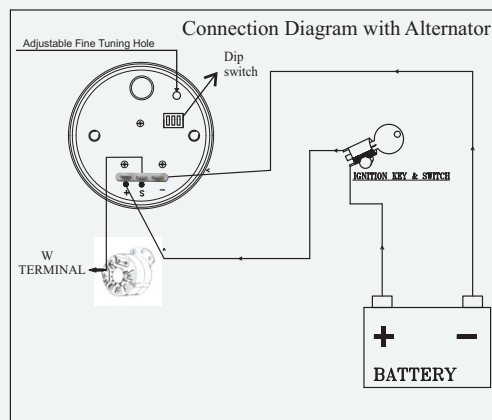 Connection Diagram with Alternator
Adjustable Fine Tuning Hole
Dip
switch
IGNITION KEY & SWITCH
+ S −
W
TERMINAL
+ −
BATTERY